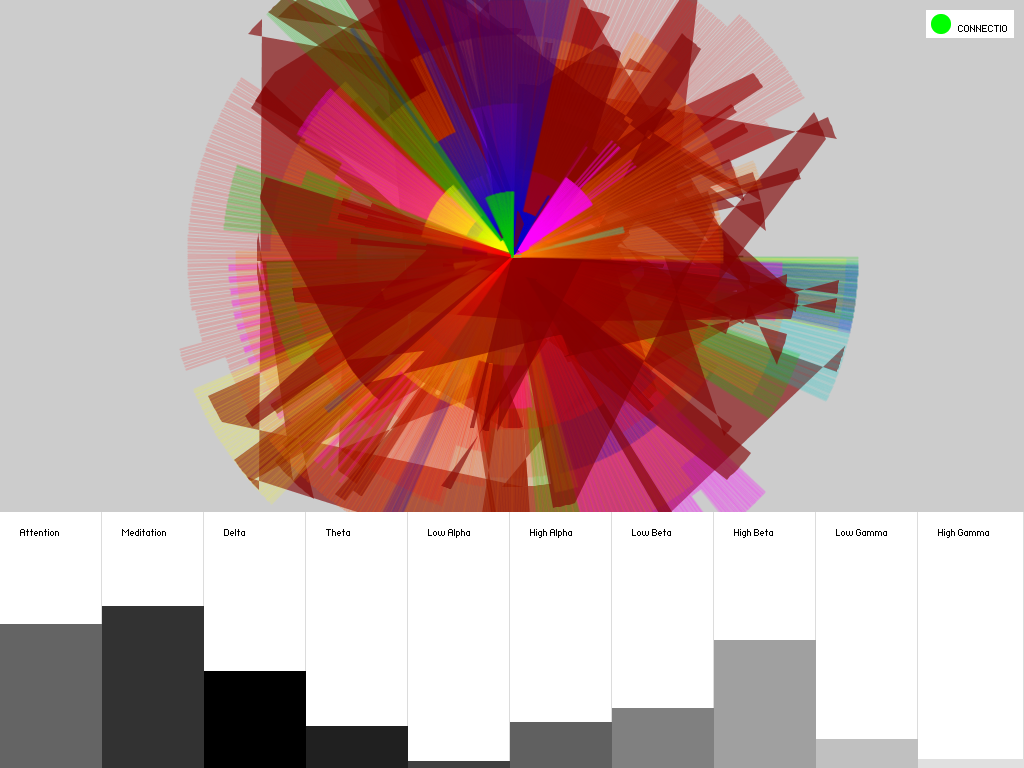 CONNECTIO
Attention
Meditation
Delta
Theta
Low Alpha
High Alpha
Low Beta
High Beta
Low Gamma
High Gamma